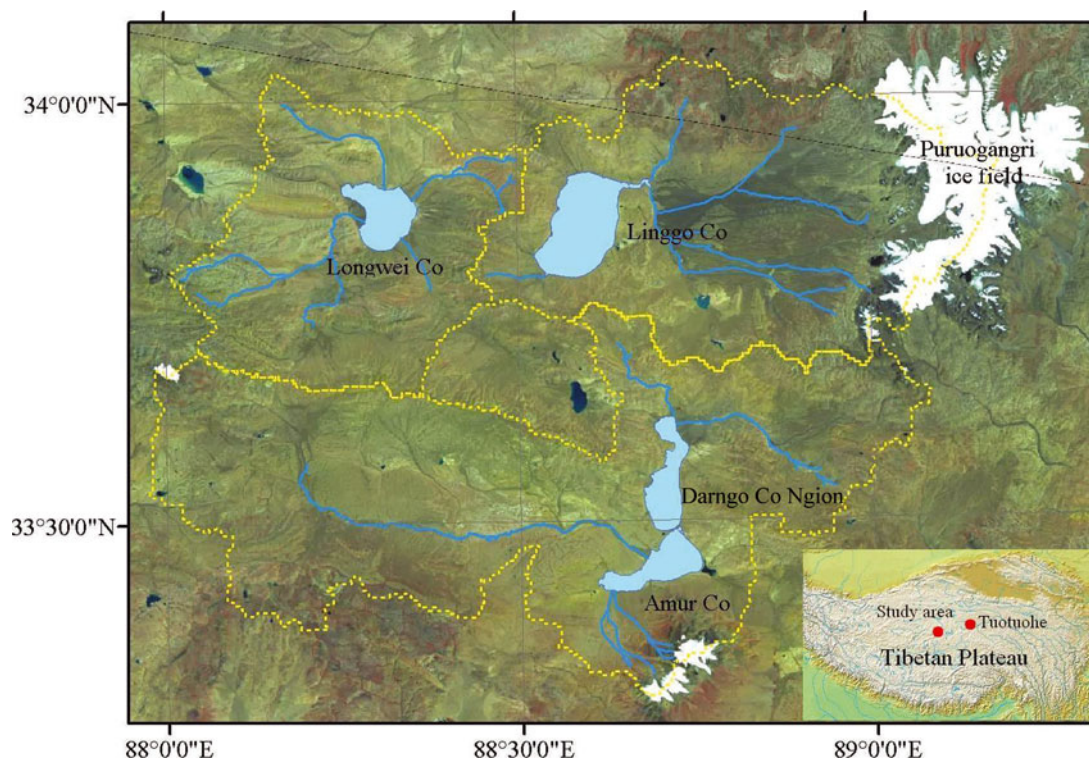 34°0'0"N
Puruogangri
ice field
Linggo Co
Longwei Co
Darngo Co Ngion
33°30'0"N
Amur Co
Study area
Tuotuohe
Tibetan Plateau
88°0'0"E
88°30'0"E
89°0'0"E